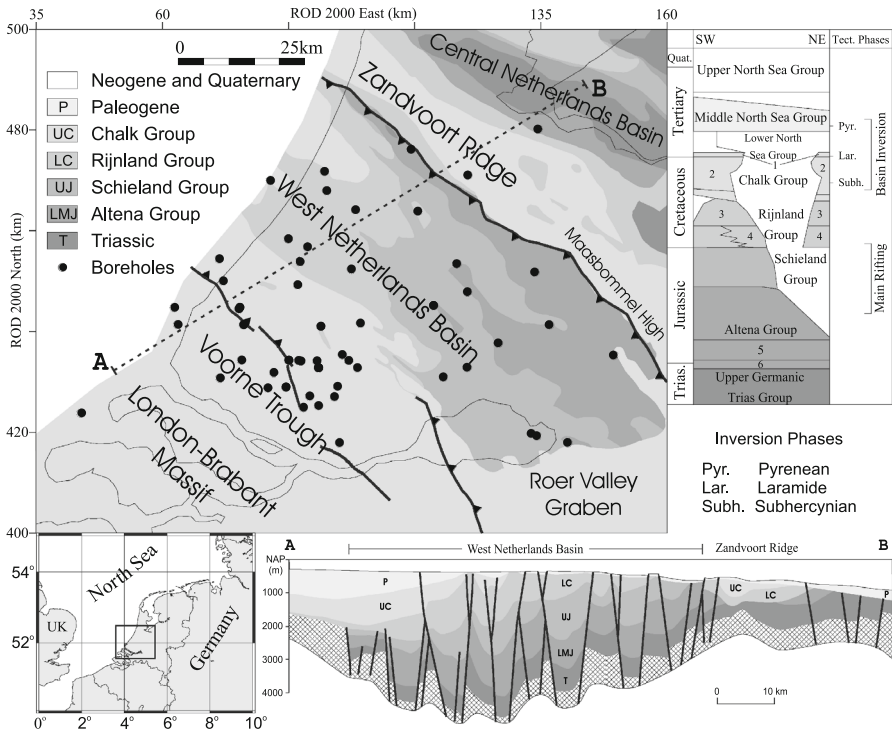 ROD 2000 East (km)
35
60
135
160
500
480
420
400
ROD 2000 North (km)
0
25km
Neogene and Quaternary
P Paleogene
UC Chalk Group
LC Rijnland Group
UJ Schieland Group
LMJ Altena Group
T Triassic
Boreholes
Central Netherlands Basin
B
Zandvoort Ridge
West Netherlands Basin
Maasbommel High
A
Voorne Trough
London-Brabant
Massif
Roer Valley
Graben
SW
NE
Tect. Phases
Quat.
Tertiary
Cretaceous
Jurassic
Trias.
Upper North Sea Group
Middle North Sea Group
Lower North
Sea Group
1
2
Chalk Group
2
3
Rijnland
3
4
Group
4
Schieland
Group
Altena Group
5
6
Upper Germanic
Trias Group
Pyr.
Lar.
Subh.
Basin Inversion
Main Rifting
Inversion Phases
Pyr. Pyrenean
Lar. Laramide
Subh. Subhercynian
North Sea
54°
UK
52°
Germany
0°
2°
4°
6°
8°
10°
A
West Netherlands Basin
Zandvoort Ridge
B
NAP
(m)
1000
2000
3000
4000
P
UC
LC
UJ
LMJ
T
UC
LC
P
0
10 km